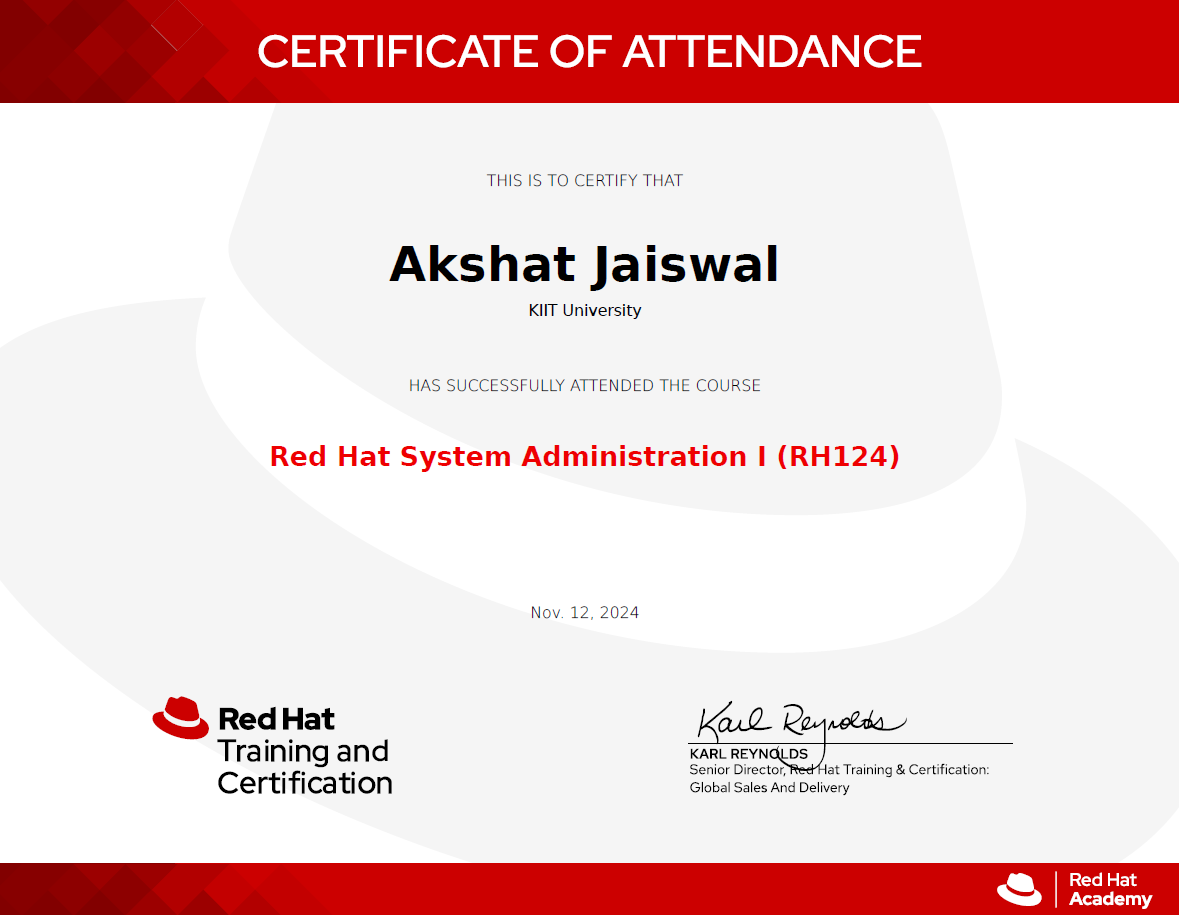 CERTIFICATE OF ATTENDANCE
THIS IS TO CERTIFY THAT
Akshat Jaiswal
KIIT University
HAS SUCCESSFULLY ATTENDED THE COURSE
Red Hat System Administration I (RH124)
Nov. 12, 2024
Red Hat
Training and
Certification
Karl Reynolds
KARL REYNOLDS
Senior Director, Red Hat Training & Certification:
Global Sales And Delivery
Red Hat
Academy